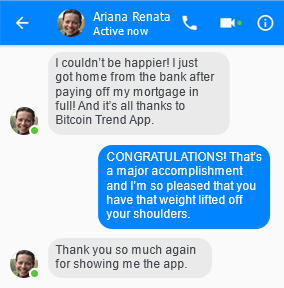 Ariana Renata
Active now
I couldn't be happier! I just
got home from the bank after
paying off my mortgage in
full! And it's all thanks to
Bitcoin Trend App.
CONGRATULATIONS! That's
a major accomplishment
and I'm so pleased that you
have that weight lifted off
your shoulders.
Thank you so much again
for showing me the app.